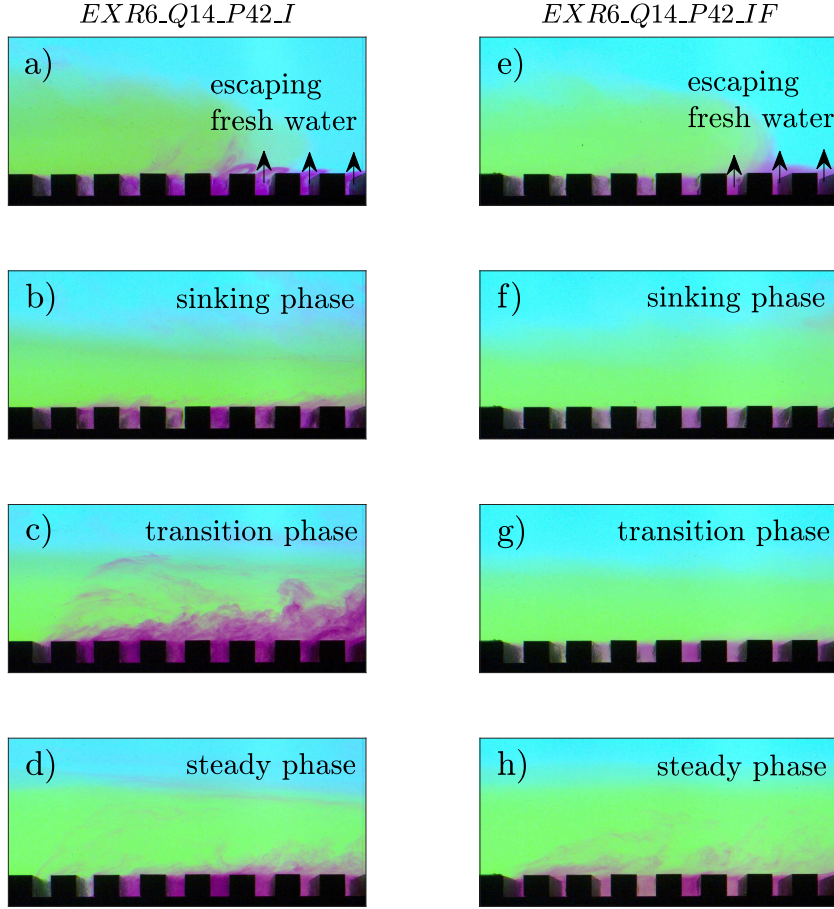 EXR6_Q14_P42_I
EXR6_Q14_P42_IF
a)
escaping
fresh water
e)
escaping
fresh water
b)
sinking phase
f)
sinking phase
c)
transition phase
g)
transition phase
d)
steady phase
h)
steady phase